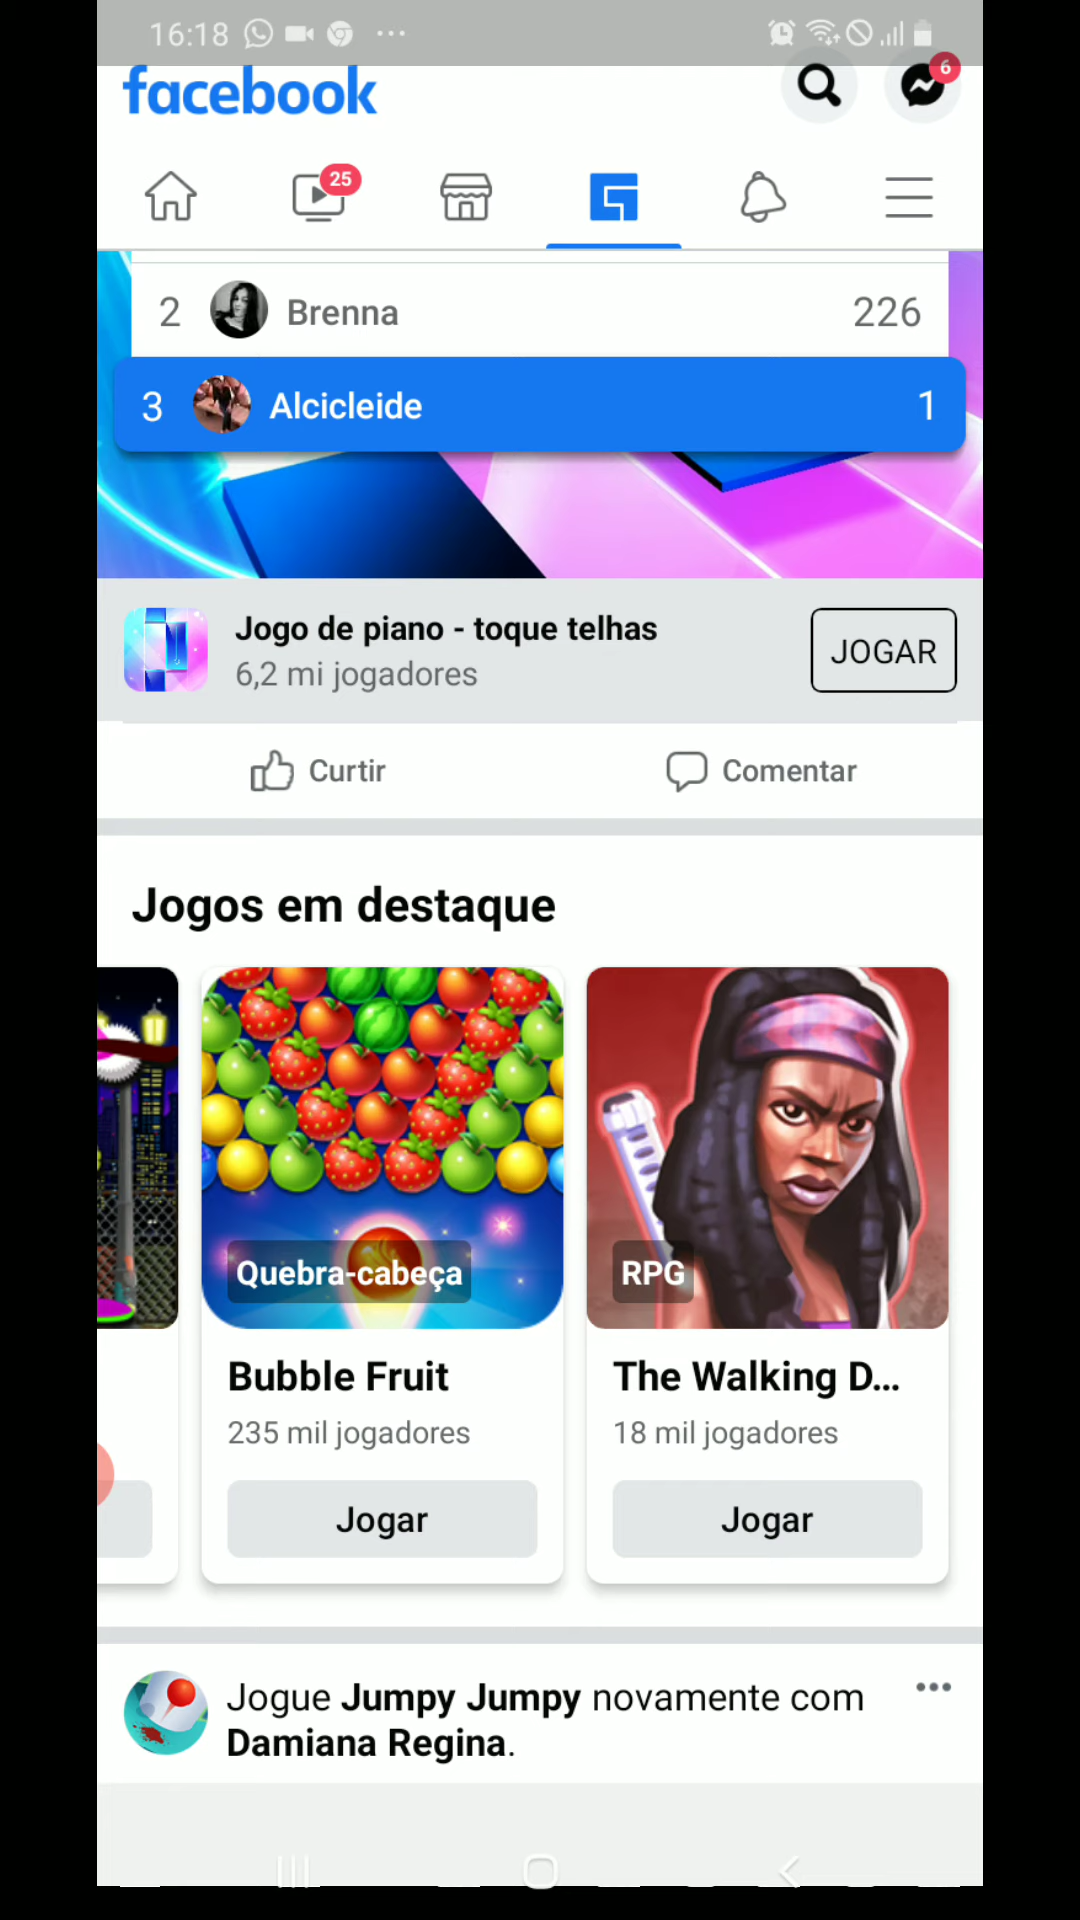 16:18
facebook
6
25
2 Brenna 226
3 Alcicleide 1
Jogo de piano - toque telhas
6,2 mi jogadores
JOGAR
Curtir
Comentar
Jogos em destaque
Quebra-cabeça
Bubble Fruit
235 mil jogadores
Jogar
RPG
The Walking D...
18 mil jogadores
Jogar
Jogue Jumpy Jumpy novamente com
Damiana Regina.